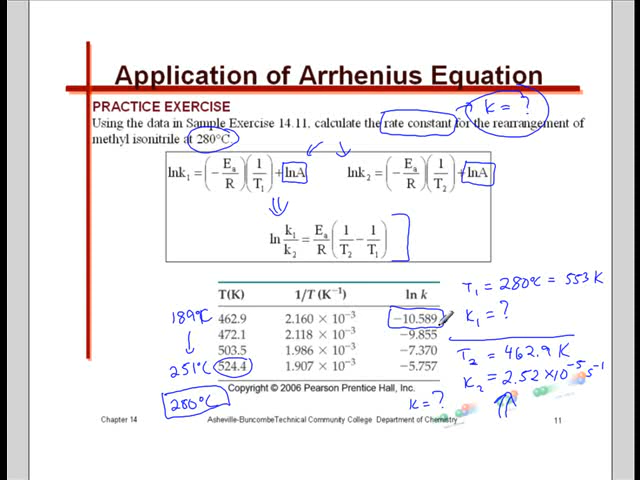 Application of Arrhenius Equation
PRACTICE EXERCISE
K = ?
Using the data in Sample Exercise 14.11, calculate the rate constant for the rearrangement of
methyl isonitrile at 280°C.
lnk₁ = (− Eₐ/R)(1/T₁) + lnA lnk₂ = (− Eₐ/R)(1/T₂) + lnA
ln k₁/k₂ = Eₐ/R (1/T₂ − 1/T₁)
T₁ = 280°C = 553 K
K₁ = ?
T(K) 1/T (K⁻¹) ln k
189°C 462.9 2.160 × 10⁻³ −10.589
472.1 2.118 × 10⁻³ −9.855
503.5 1.986 × 10⁻³ −7.370
251°C 524.4 1.907 × 10⁻³ −5.757
T₂ = 462.9 K
K₂ = 2.52 × 10⁻⁵ s⁻¹
280°C
Copyright © 2006 Pearson Prentice Hall, Inc.
K = ?
Chapter 14 Asheville-BuncombeTechnical Community College Department of Chemistry 11